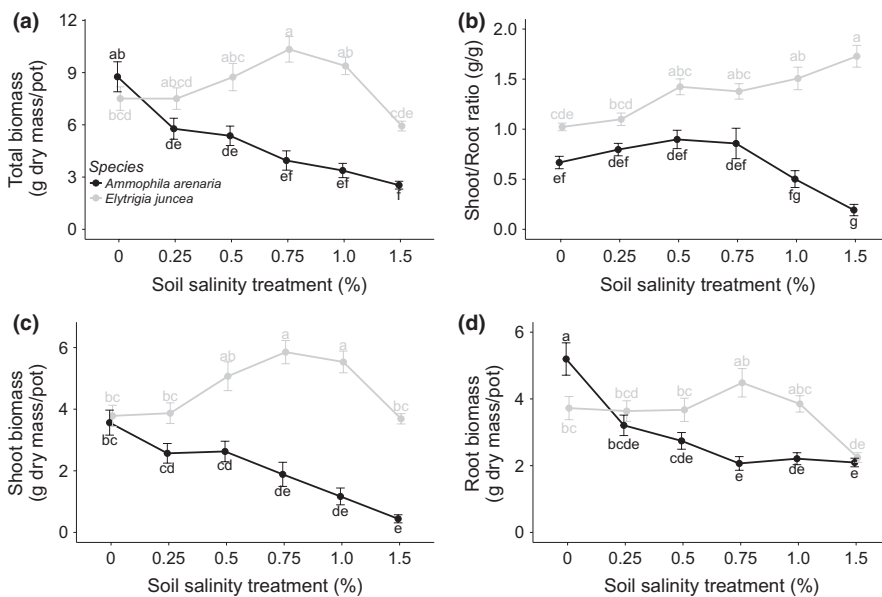 (a)
Total biomass
(g dry mass/pot)
12
9
6
3
0
ab
de
de
ef
ef
f
bcd
abcd
abc
a
ab
cde
Species
Ammophila arenaria
Elytrigia juncea
0 0.25 0.5 0.75 1.0 1.5
Soil salinity treatment (%)
(b)
Shoot/Root ratio (g/g)
2.0
1.5
1.0
0.5
0.0
cde
bcd
abc
abc
ab
a
ef
def
def
def
fg
g
0 0.25 0.5 0.75 1.0 1.5
Soil salinity treatment (%)
(c)
Shoot biomass
(g dry mass/pot)
6
4
2
0
bc
bc
ab
a
a
bc
bc
cd
cd
de
de
e
0 0.25 0.5 0.75 1.0 1.5
Soil salinity treatment (%)
(d)
Root biomass
(g dry mass/pot)
6
4
2
0
a
bcde
cde
e
de
e
bc
bcd
bc
ab
abc
de
0 0.25 0.5 0.75 1.0 1.5
Soil salinity treatment (%)